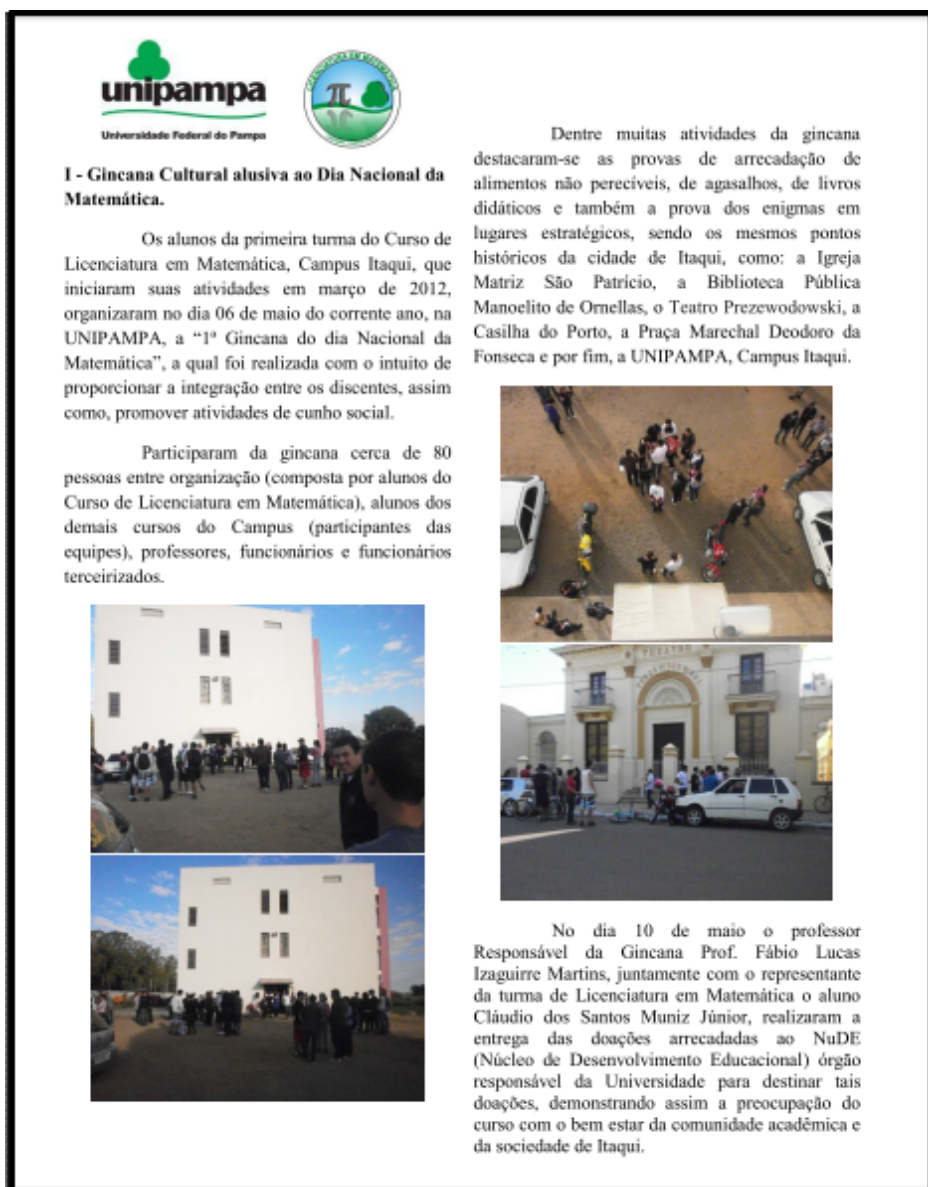 unipampa
Universidade Federal do Pampa
LICENCIATURA EM MATEMÁTICA
π
I - Gincana Cultural alusiva ao Dia Nacional da
Matemática.
Os alunos da primeira turma do Curso de
Licenciatura em Matemática, Campus Itaqui, que
iniciaram suas atividades em março de 2012,
organizaram no dia 06 de maio do corrente ano, na
UNIPAMPA, a “1ª Gincana do dia Nacional da
Matemática”, a qual foi realizada com o intuito de
proporcionar a integração entre os discentes, assim
como, promover atividades de cunho social.
Participaram da gincana cerca de 80
pessoas entre organização (composta por alunos do
Curso de Licenciatura em Matemática), alunos dos
demais cursos do Campus (participantes das
equipes), professores, funcionários e funcionários
terceirizados.
Dentre muitas atividades da gincana
destacaram-se as provas de arrecadação de
alimentos não perecíveis, de agasalhos, de livros
didáticos e também a prova dos enigmas em
lugares estratégicos, sendo os mesmos pontos
históricos da cidade de Itaqui, como: a Igreja
Matriz São Patrício, a Biblioteca Pública
Manoelito de Ornellas, o Teatro Prezewodowski, a
Casilha do Porto, a Praça Marechal Deodoro da
Fonseca e por fim, a UNIPAMPA, Campus Itaqui.
THEATRO
No dia 10 de maio o professor
Responsável da Gincana Prof. Fábio Lucas
Izaguirre Martins, juntamente com o representante
da turma de Licenciatura em Matemática o aluno
Cláudio dos Santos Muniz Júnior, realizaram a
entrega das doações arrecadadas ao NuDE
(Núcleo de Desenvolvimento Educacional) órgão
responsável da Universidade para destinar tais
doações, demonstrando assim a preocupação do
curso com o bem estar da comunidade acadêmica e
da sociedade de Itaqui.